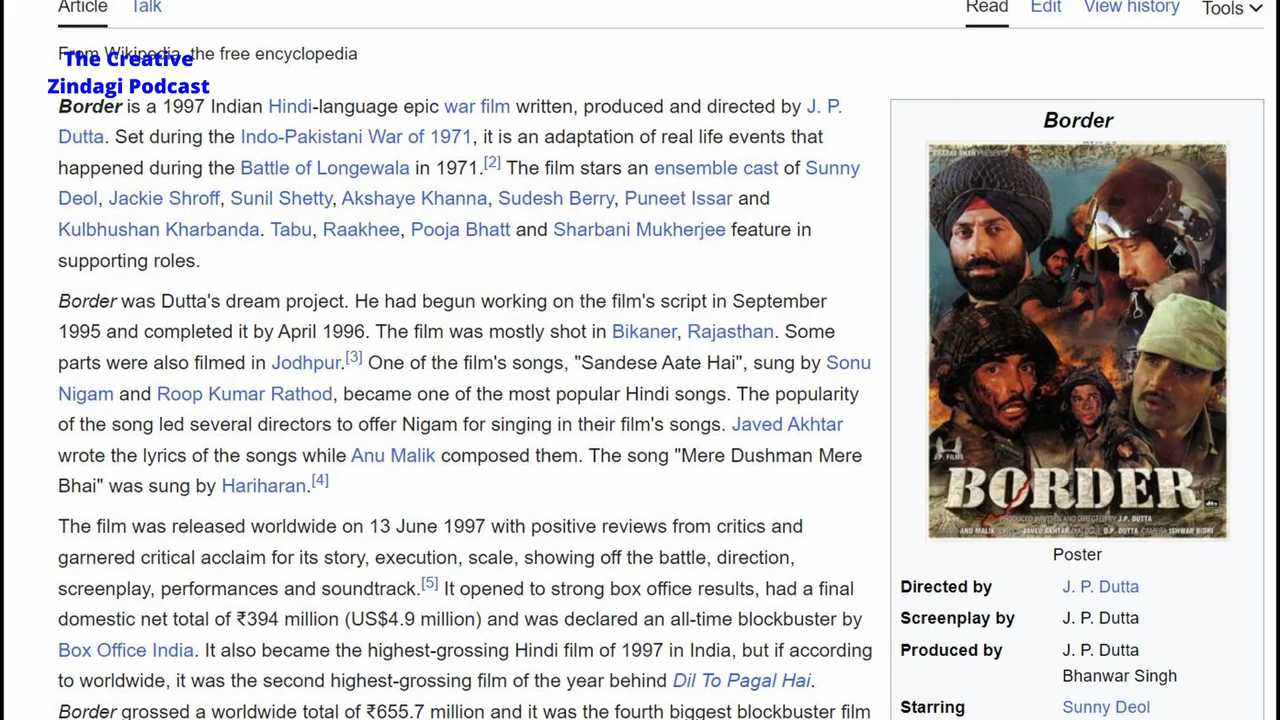 Article Talk Read Edit View history Tools
From Wikipedia, the free encyclopedia
The Creative
Zindagi Podcast
Border is a 1997 Indian Hindi-language epic war film written, produced and directed by J. P.
Dutta. Set during the Indo-Pakistani War of 1971, it is an adaptation of real life events that
happened during the Battle of Longewala in 1971.[2] The film stars an ensemble cast of Sunny
Deol, Jackie Shroff, Sunil Shetty, Akshaye Khanna, Sudesh Berry, Puneet Issar and
Kulbhushan Kharbanda. Tabu, Raakhee, Pooja Bhatt and Sharbani Mukherjee feature in
supporting roles.
Border was Dutta's dream project. He had begun working on the film's script in September
1995 and completed it by April 1996. The film was mostly shot in Bikaner, Rajasthan. Some
parts were also filmed in Jodhpur.[3] One of the film's songs, "Sandese Aate Hai", sung by Sonu
Nigam and Roop Kumar Rathod, became one of the most popular Hindi songs. The popularity
of the song led several directors to offer Nigam for singing in their film's songs. Javed Akhtar
wrote the lyrics of the songs while Anu Malik composed them. The song "Mere Dushman Mere
Bhai" was sung by Hariharan.[4]
The film was released worldwide on 13 June 1997 with positive reviews from critics and
garnered critical acclaim for its story, execution, scale, showing off the battle, direction,
screenplay, performances and soundtrack.[5] It opened to strong box office results, had a final
domestic net total of ₹394 million (US$4.9 million) and was declared an all-time blockbuster by
Box Office India. It also became the highest-grossing Hindi film of 1997 in India, but if according
to worldwide, it was the second highest-grossing film of the year behind Dil To Pagal Hai.
Border grossed a worldwide total of ₹655.7 million and it was the fourth biggest blockbuster film
Border
J.P. FILMS
BORDER
PRODUCED WRITTEN AND DIRECTED BY J.P. DUTTA
ANU MALIK JAVED AKHTAR DIALOGUE O.P. DUTTA CAMERA ISHWAR BIDRI
Poster
Directed by J. P. Dutta
Screenplay by J. P. Dutta
Produced by J. P. Dutta
Bhanwar Singh
Starring Sunny Deol